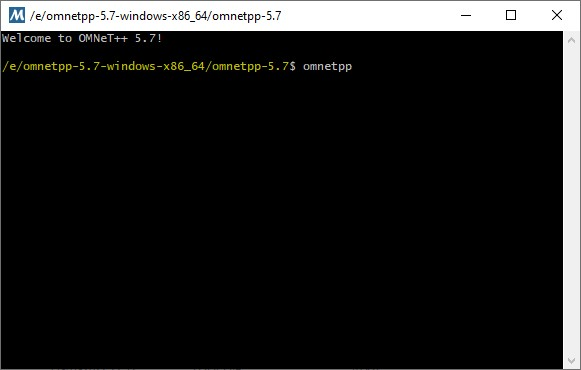 /e/omnetpp-5.7-windows-x86_64/omnetpp-5.7
Welcome to OMNeT++ 5.7!
/e/omnetpp-5.7-windows-x86_64/omnetpp-5.7$ omnetpp